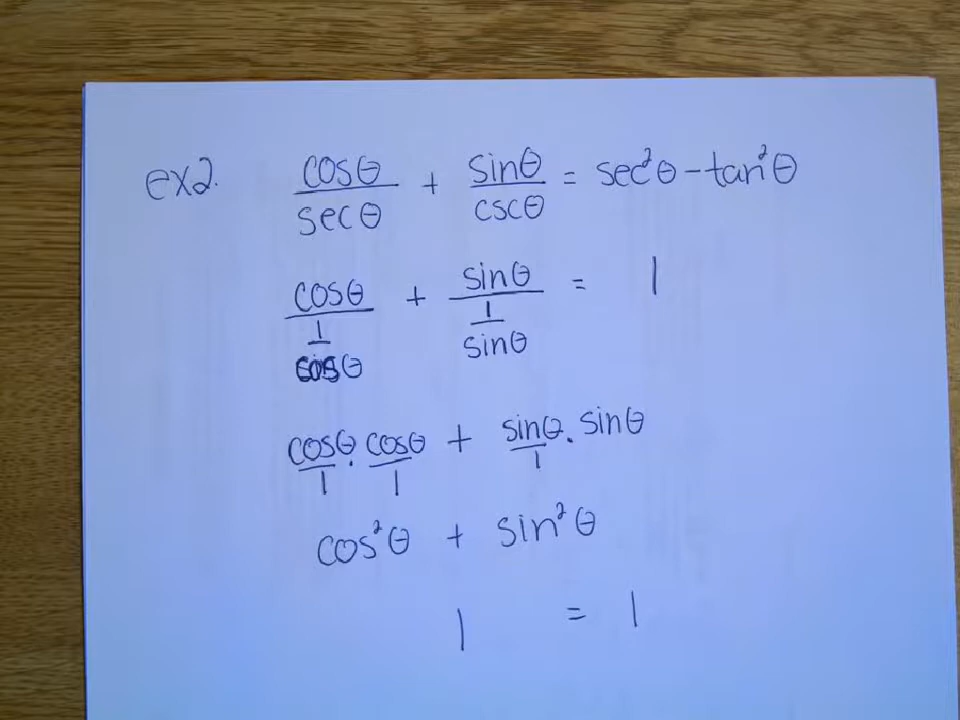 ex2. cosθ/secθ + sinθ/cscθ = sec²θ - tan²θ
cosθ/(1/cosθ) + sinθ/(1/sinθ) = 1
cosθ/1 · cosθ/1 + sinθ/1 · sinθ
cos²θ + sin²θ
1 = 1